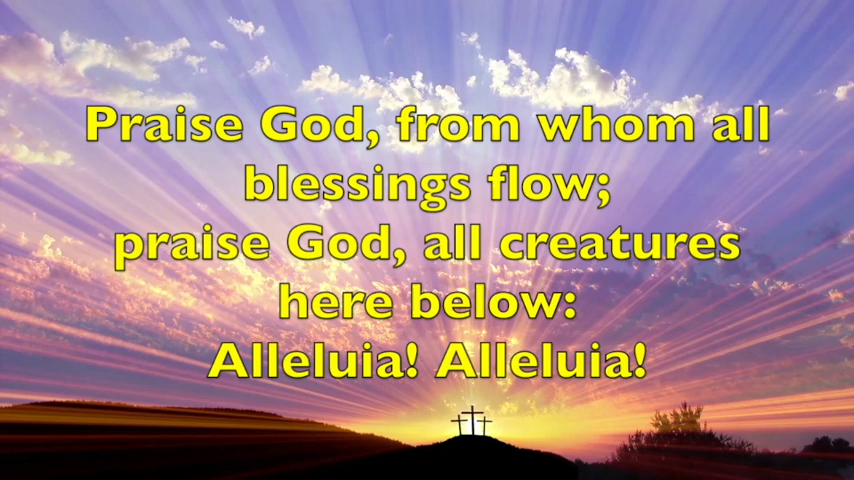 Praise God, from whom all
blessings flow;
praise God, all creatures
here below:
Alleluia! Alleluia!